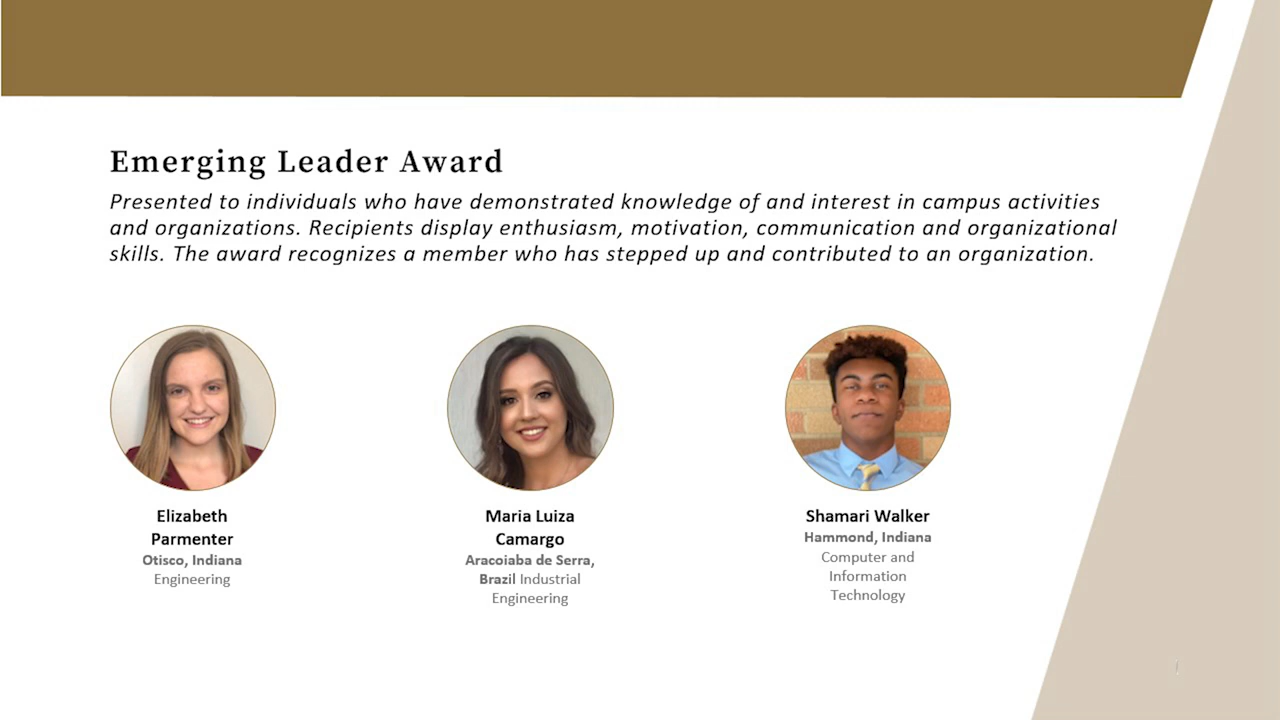 Emerging Leader Award
Presented to individuals who have demonstrated knowledge of and interest in campus activities
and organizations. Recipients display enthusiasm, motivation, communication and organizational
skills. The award recognizes a member who has stepped up and contributed to an organization.
Elizabeth
Parmenter
Otisco, Indiana
Engineering
Maria Luiza
Camargo
Aracoiaba de Serra,
Brazil Industrial
Engineering
Shamari Walker
Hammond, Indiana
Computer and
Information
Technology